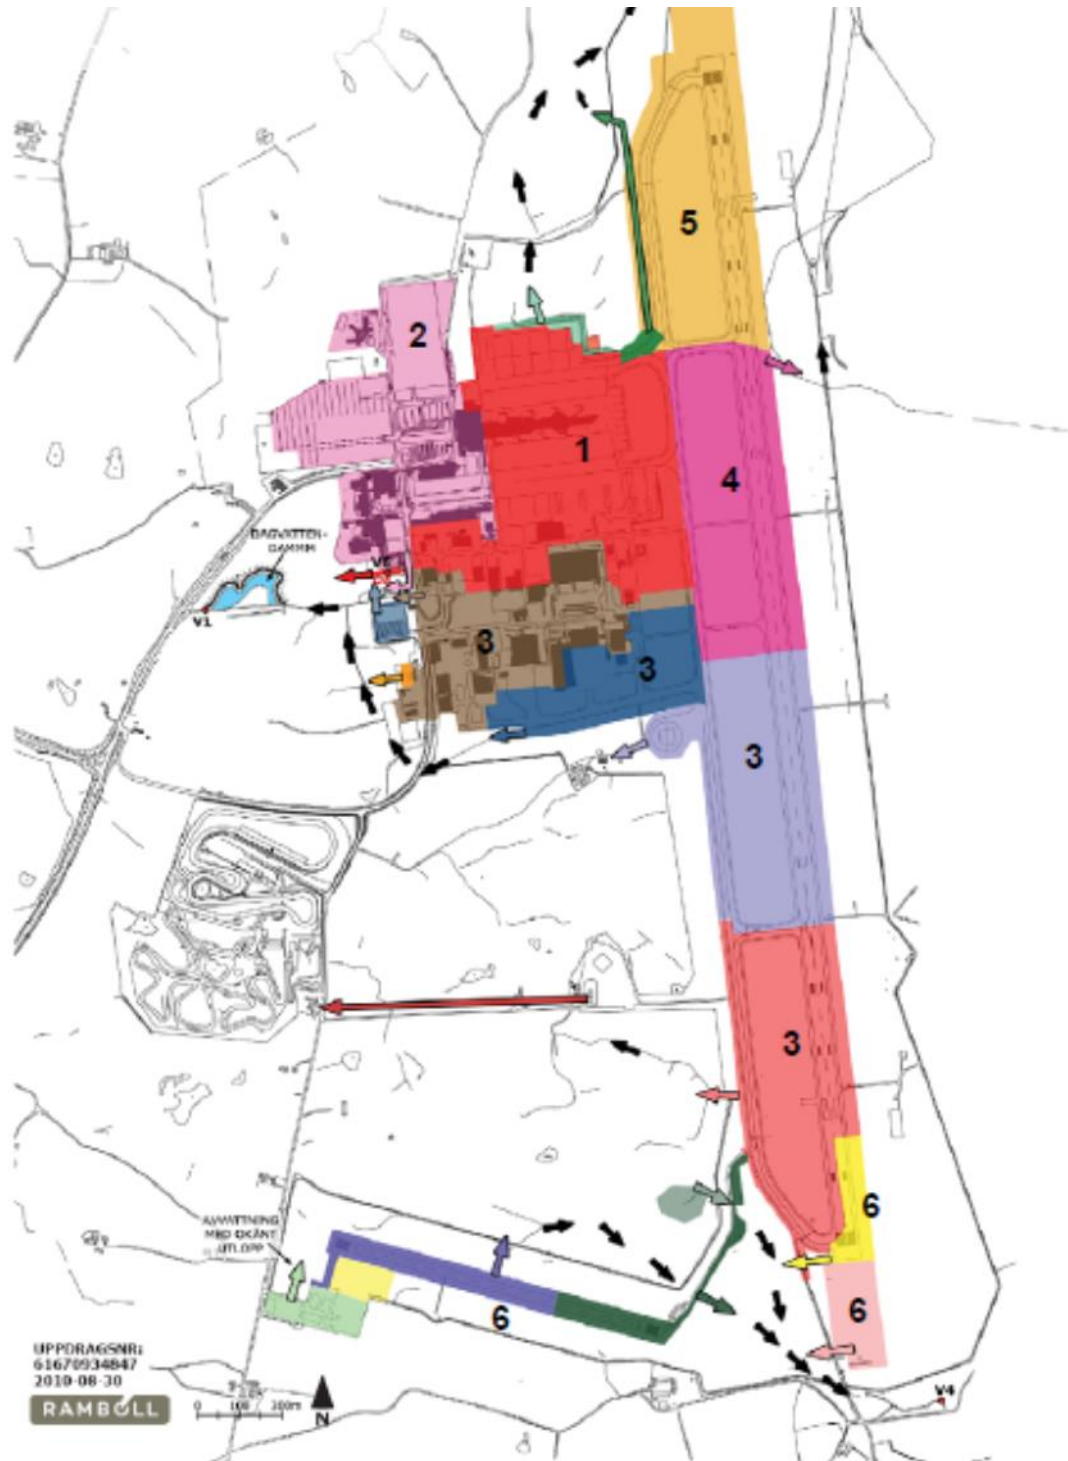 5
2
1
4
DAGVATTEN-
DAMMM
V1
3
3
3
3
6
AVVATTNING
MED OKÄNT
UTLOPP
6
6
UPPDRAGSNR:
61670934847
2010-08-30
RAMBOLL
0 100 200m
N
V4